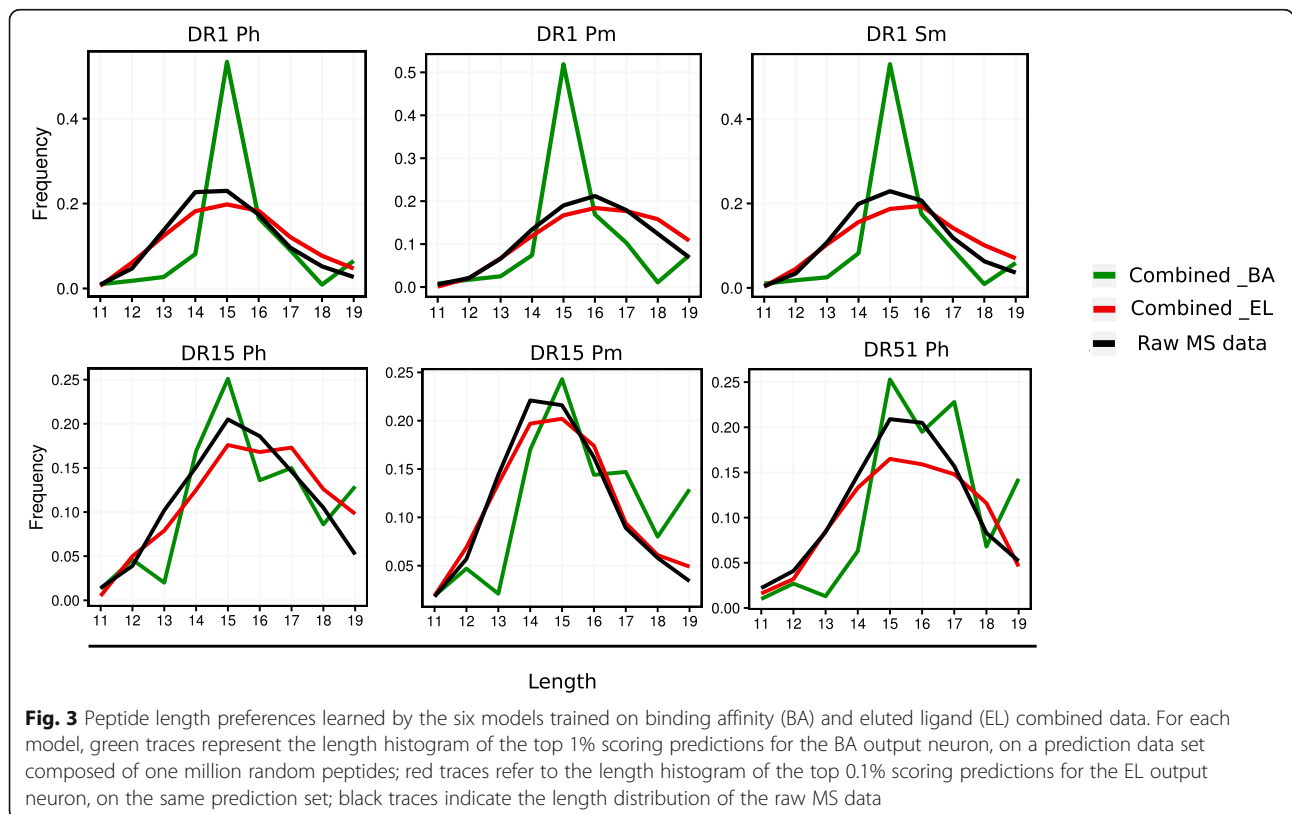 DR1 Ph
DR1 Pm
DR1 Sm
Frequency
0.4
0.2
0.0
11 12 13 14 15 16 17 18 19
0.5
0.4
0.3
0.2
0.1
0.0
11 12 13 14 15 16 17 18 19
0.4
0.2
0.0
11 12 13 14 15 16 17 18 19
Combined _BA
Combined _EL
Raw MS data
DR15 Ph
DR15 Pm
DR51 Ph
Frequency
0.25
0.20
0.15
0.10
0.05
0.00
11 12 13 14 15 16 17 18 19
0.25
0.20
0.15
0.10
0.05
11 12 13 14 15 16 17 18 19
0.25
0.20
0.15
0.10
0.05
0.00
11 12 13 14 15 16 17 18 19
Length
Fig. 3 Peptide length preferences learned by the six models trained on binding affinity (BA) and eluted ligand (EL) combined data. For each
model, green traces represent the length histogram of the top 1% scoring predictions for the BA output neuron, on a prediction data set
composed of one million random peptides; red traces refer to the length histogram of the top 0.1% scoring predictions for the EL output
neuron, on the same prediction set; black traces indicate the length distribution of the raw MS data